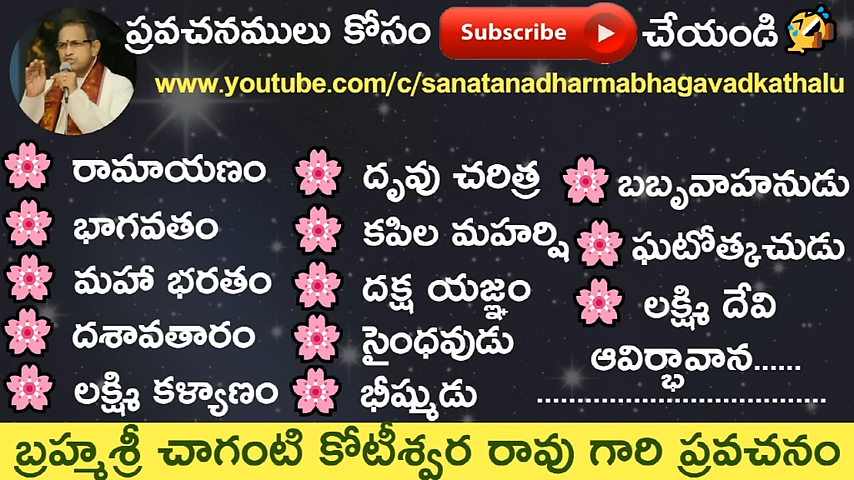 ప్రవచనములు కోసం Subscribe చేయండి
www.youtube.com/c/sanatanadharmabhagavadkathalu
రామాయణం
భాగవతం
మహా భరతం
దశావతారం
లక్ష్మి కళ్యాణం
దృవు చరిత్ర
కపిల మహర్షి
దక్ష యజ్ఞం
సైంధవుడు
భీష్ముడు
బబృవాహనుడు
ఘటోత్కచుడు
లక్ష్మి దేవి
ఆవిర్భావాన......
.....................................
బ్రహ్మశ్రీ చాగంటి కోటీశ్వర రావు గారి ప్రవచనం